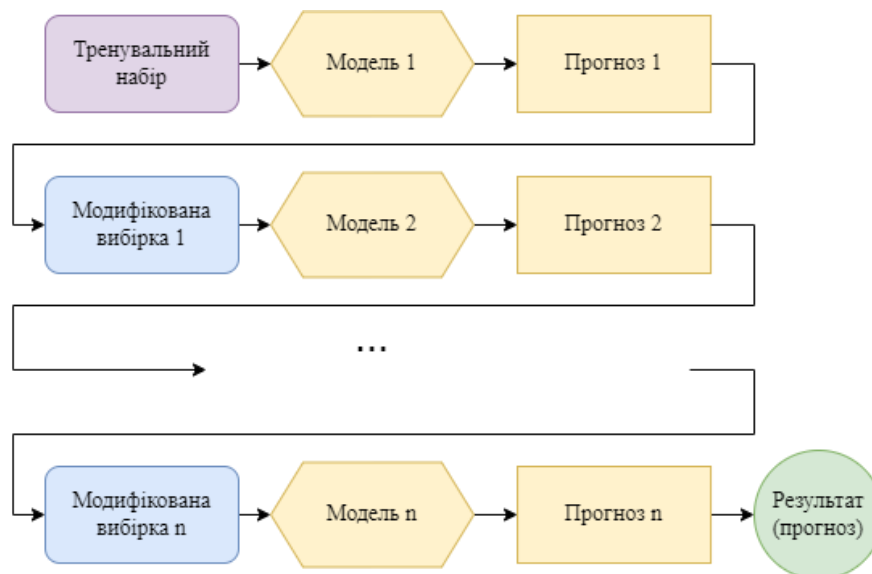 Тренувальний
набір
Модель 1
Прогноз 1
Модифікована
вибірка 1
Модель 2
Прогноз 2
...
Модифікована
вибірка n
Модель n
Прогноз n
Результат
(прогноз)